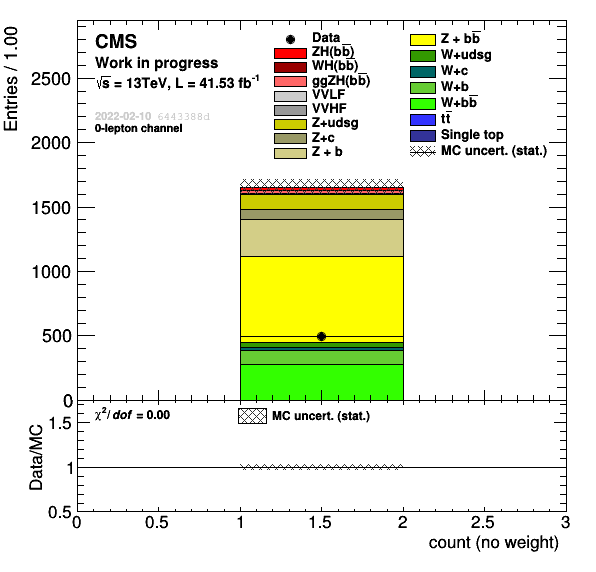 CMS
Work in progress
√s = 13TeV, L = 41.53 fb⁻¹
2022-02-10 6443388d
0-lepton channel
Data
ZH(bb̅)
WH(bb̅)
ggZH(bb̅)
VVLF
VVHF
Z+udsg
Z+c
Z + b
Z + bb̅
W+udsg
W+c
W+b
W+bb̅
tt̅
Single top
MC uncert. (stat.)
Entries / 1.00
2500
2000
1500
1000
500
0
χ²/dof = 0.00
MC uncert. (stat.)
Data/MC
1.5
1
0.5
0 0.5 1 1.5 2 2.5 3
count (no weight)